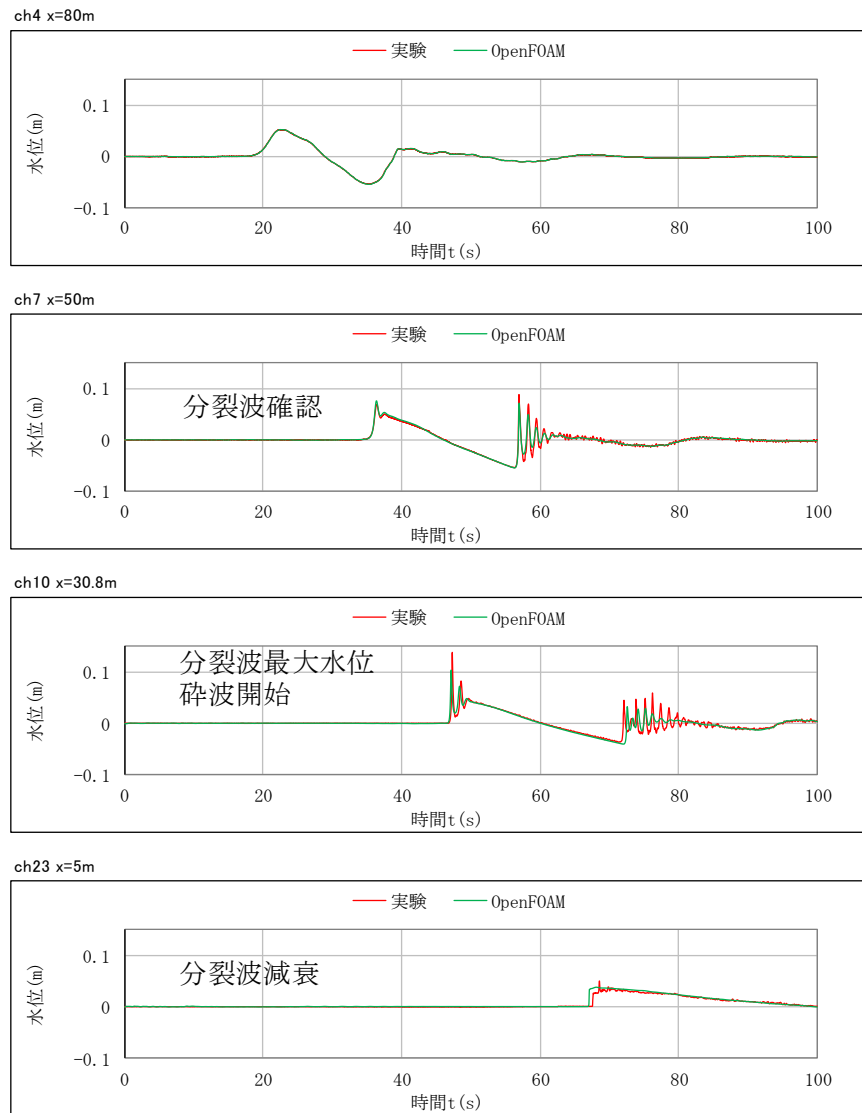 ch4 x=80m
実験 OpenFOAM
0.1
0
-0.1
水位(m)
0 20 40 60 80 100
時間t(s)
ch7 x=50m
実験 OpenFOAM
分裂波確認
0.1
0
-0.1
水位(m)
0 20 40 60 80 100
時間t(s)
ch10 x=30.8m
実験 OpenFOAM
分裂波最大水位
砕波開始
0.1
0
-0.1
水位(m)
0 20 40 60 80 100
時間t(s)
ch23 x=5m
実験 OpenFOAM
分裂波減衰
0.1
0
-0.1
水位(m)
0 20 40 60 80 100
時間t(s)